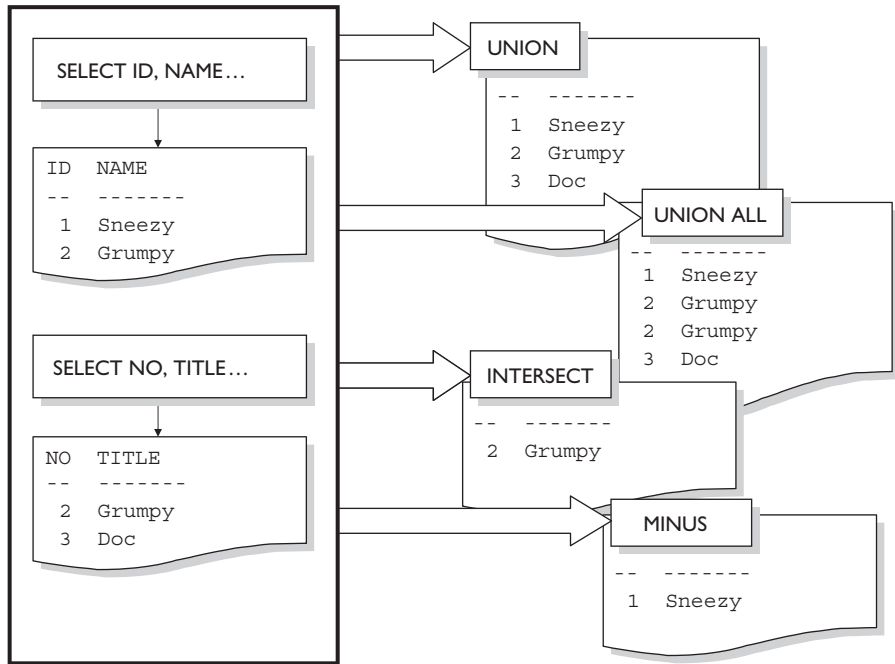 SELECT ID, NAME...
ID NAME
-- -------
1 Sneezy
2 Grumpy
SELECT NO, TITLE...
NO TITLE
-- -------
2 Grumpy
3 Doc
UNION
-- -------
1 Sneezy
2 Grumpy
3 Doc
UNION ALL
-- -------
1 Sneezy
2 Grumpy
2 Grumpy
3 Doc
INTERSECT
-- -------
2 Grumpy
MINUS
-- -------
1 Sneezy